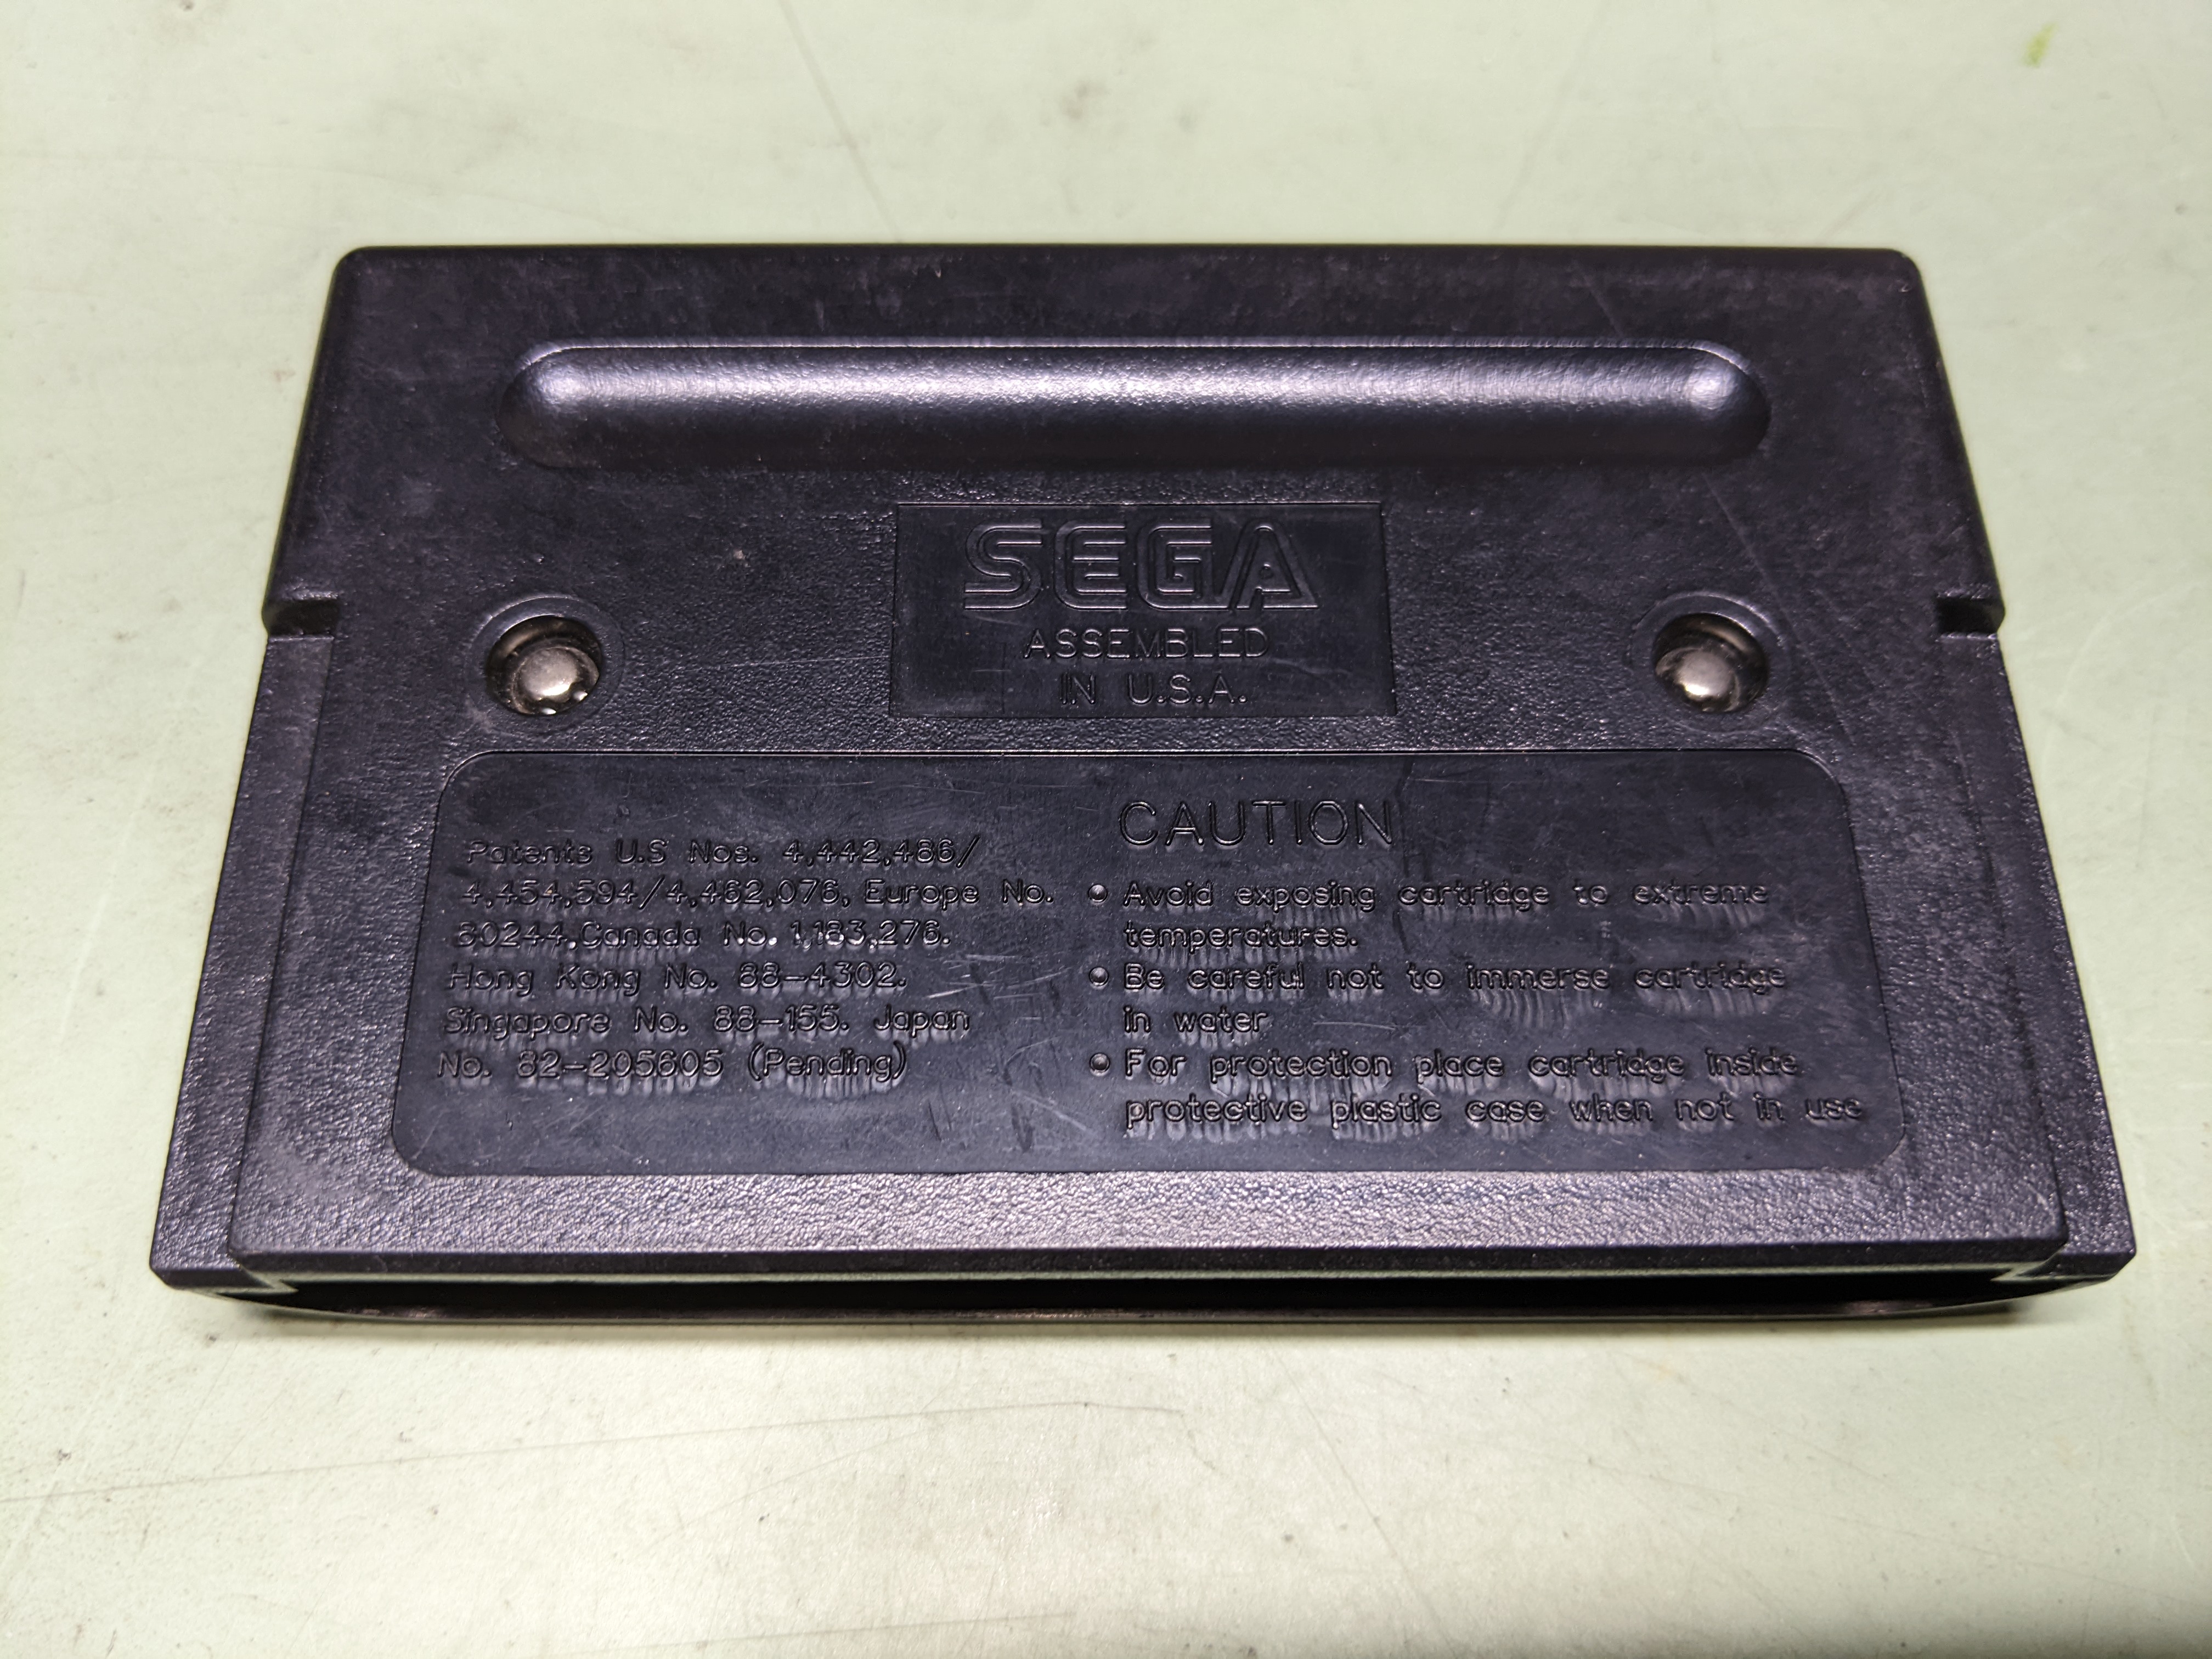 SEGA
ASSEMBLED
IN U.S.A.
Patents U.S Nos. 4,442,486/
4,454,594/4,462,076, Europe No.
80244,Canada No. 1,183,276.
Hong Kong No. 88-4302.
Singapore No. 88-155. Japan
No. 82-205605 (Pending)
CAUTION
• Avoid exposing cartridge to extreme
temperatures.
• Be careful not to immerse cartridge
in water
• For protection place cartridge inside
protective plastic case when not in use